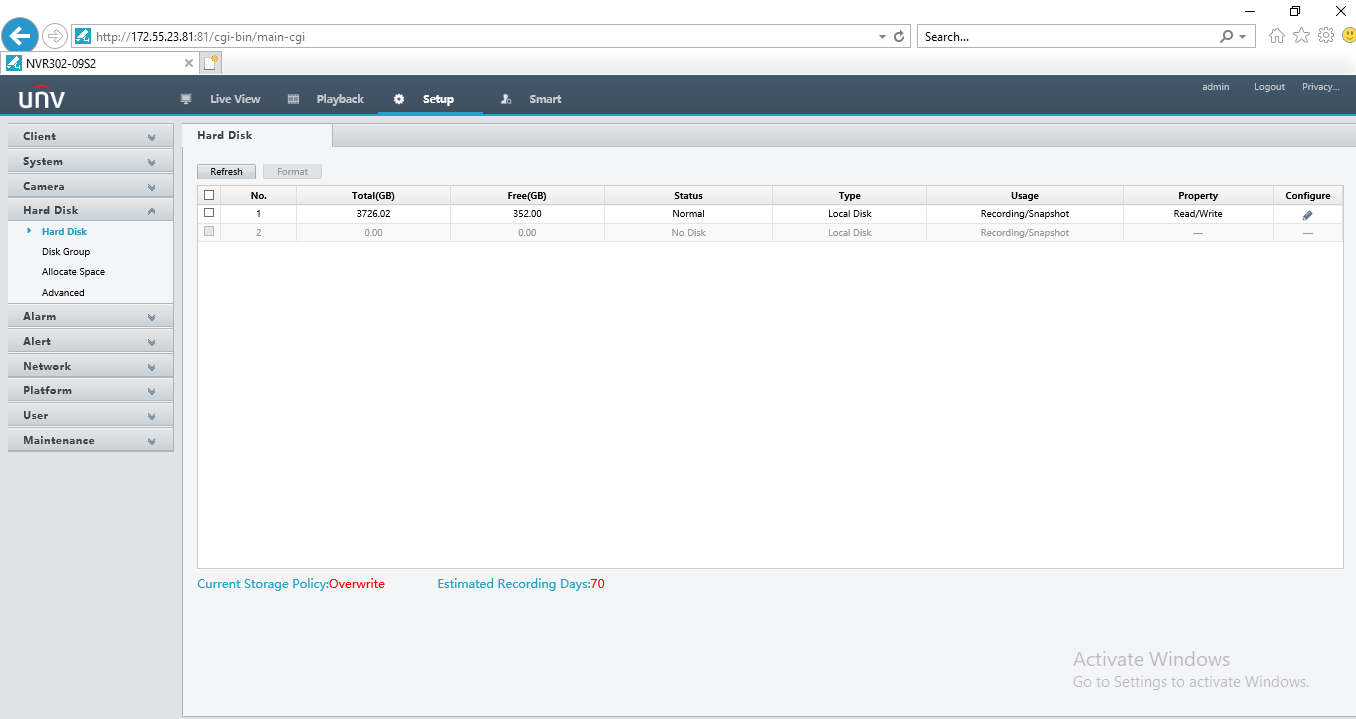 http://172.55.23.81:81/cgi-bin/main-cgi
Search...
NVR302-09S2
unv
Live View
Playback
Setup
Smart
admin
Logout
Privacy...
Client
System
Camera
Hard Disk
Hard Disk
Disk Group
Allocate Space
Advanced
Alarm
Alert
Network
Platform
User
Maintenance
Hard Disk
Refresh Format
No. Total(GB) Free(GB) Status Type Usage Property Configure
1 3726.02 352.00 Normal Local Disk Recording/Snapshot Read/Write
2 0.00 0.00 No Disk Local Disk Recording/Snapshot — —
Current Storage Policy:Overwrite Estimated Recording Days:70
Activate Windows
Go to Settings to activate Windows.